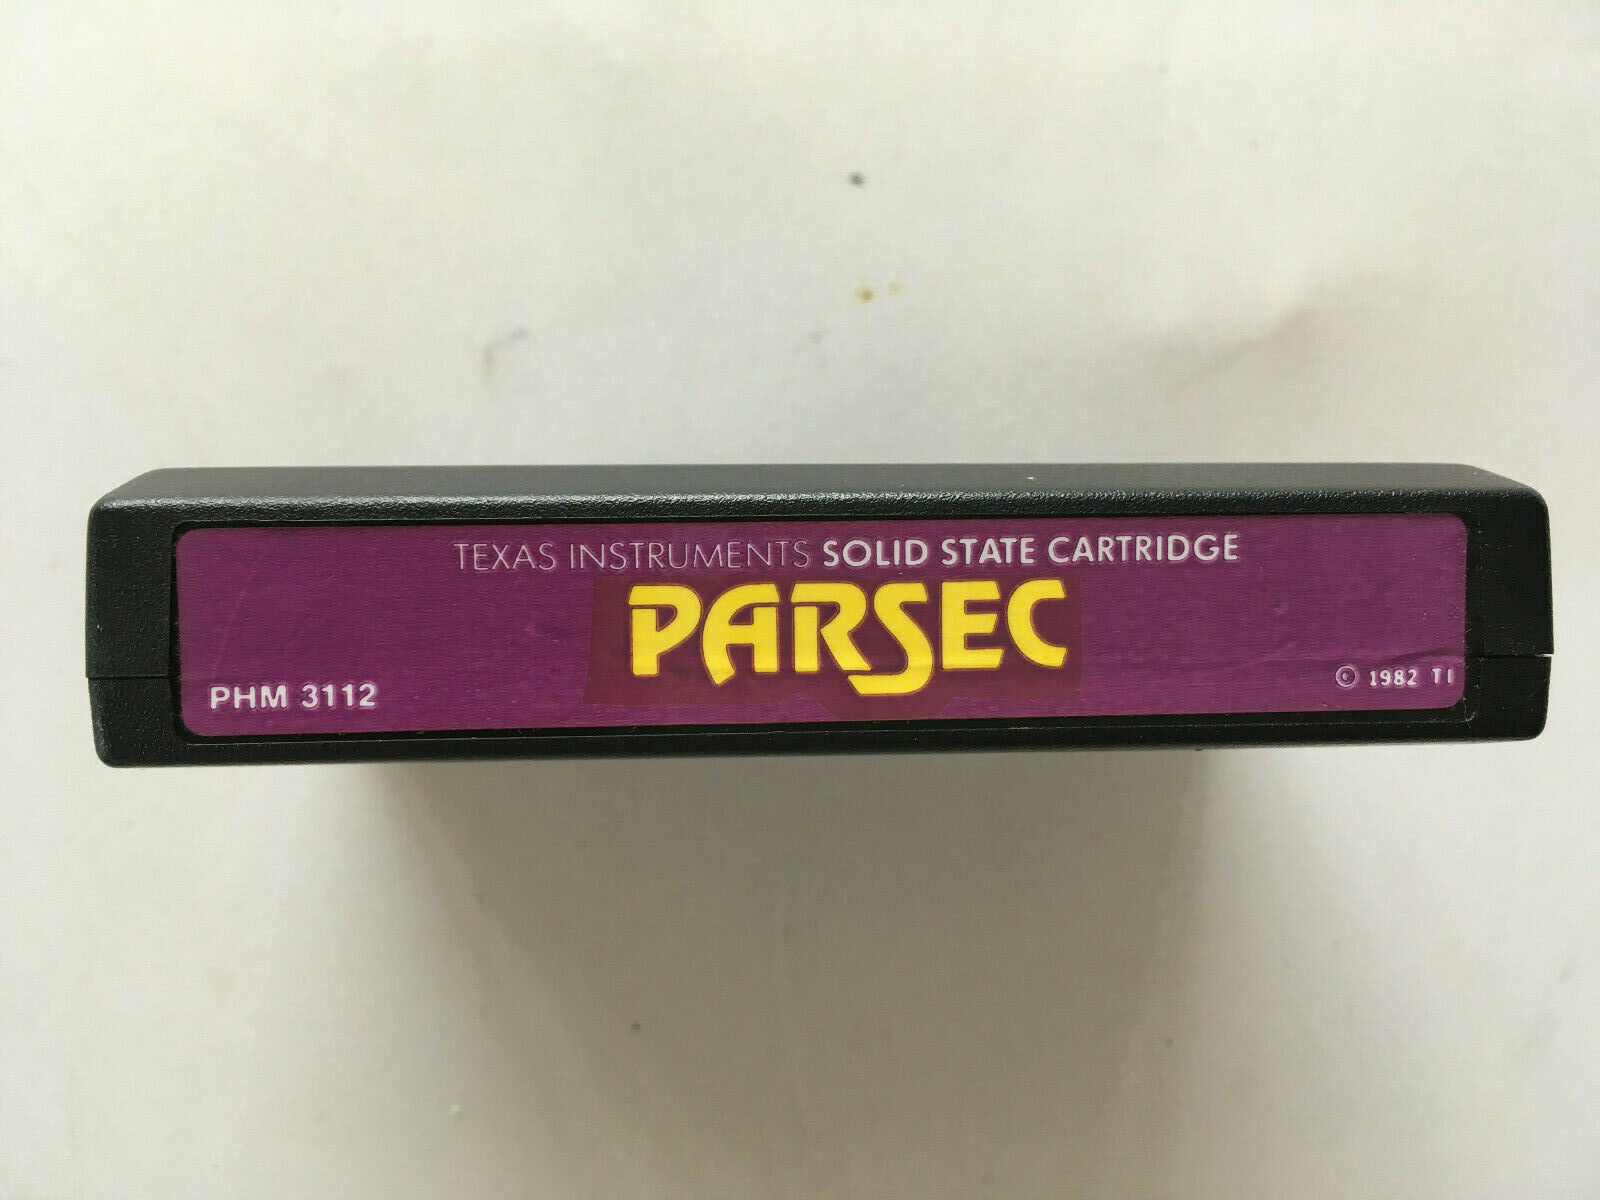 TEXAS INSTRUMENTS SOLID STATE CARTRIDGE
PARSEC
PHM 3112
© 1982 TI